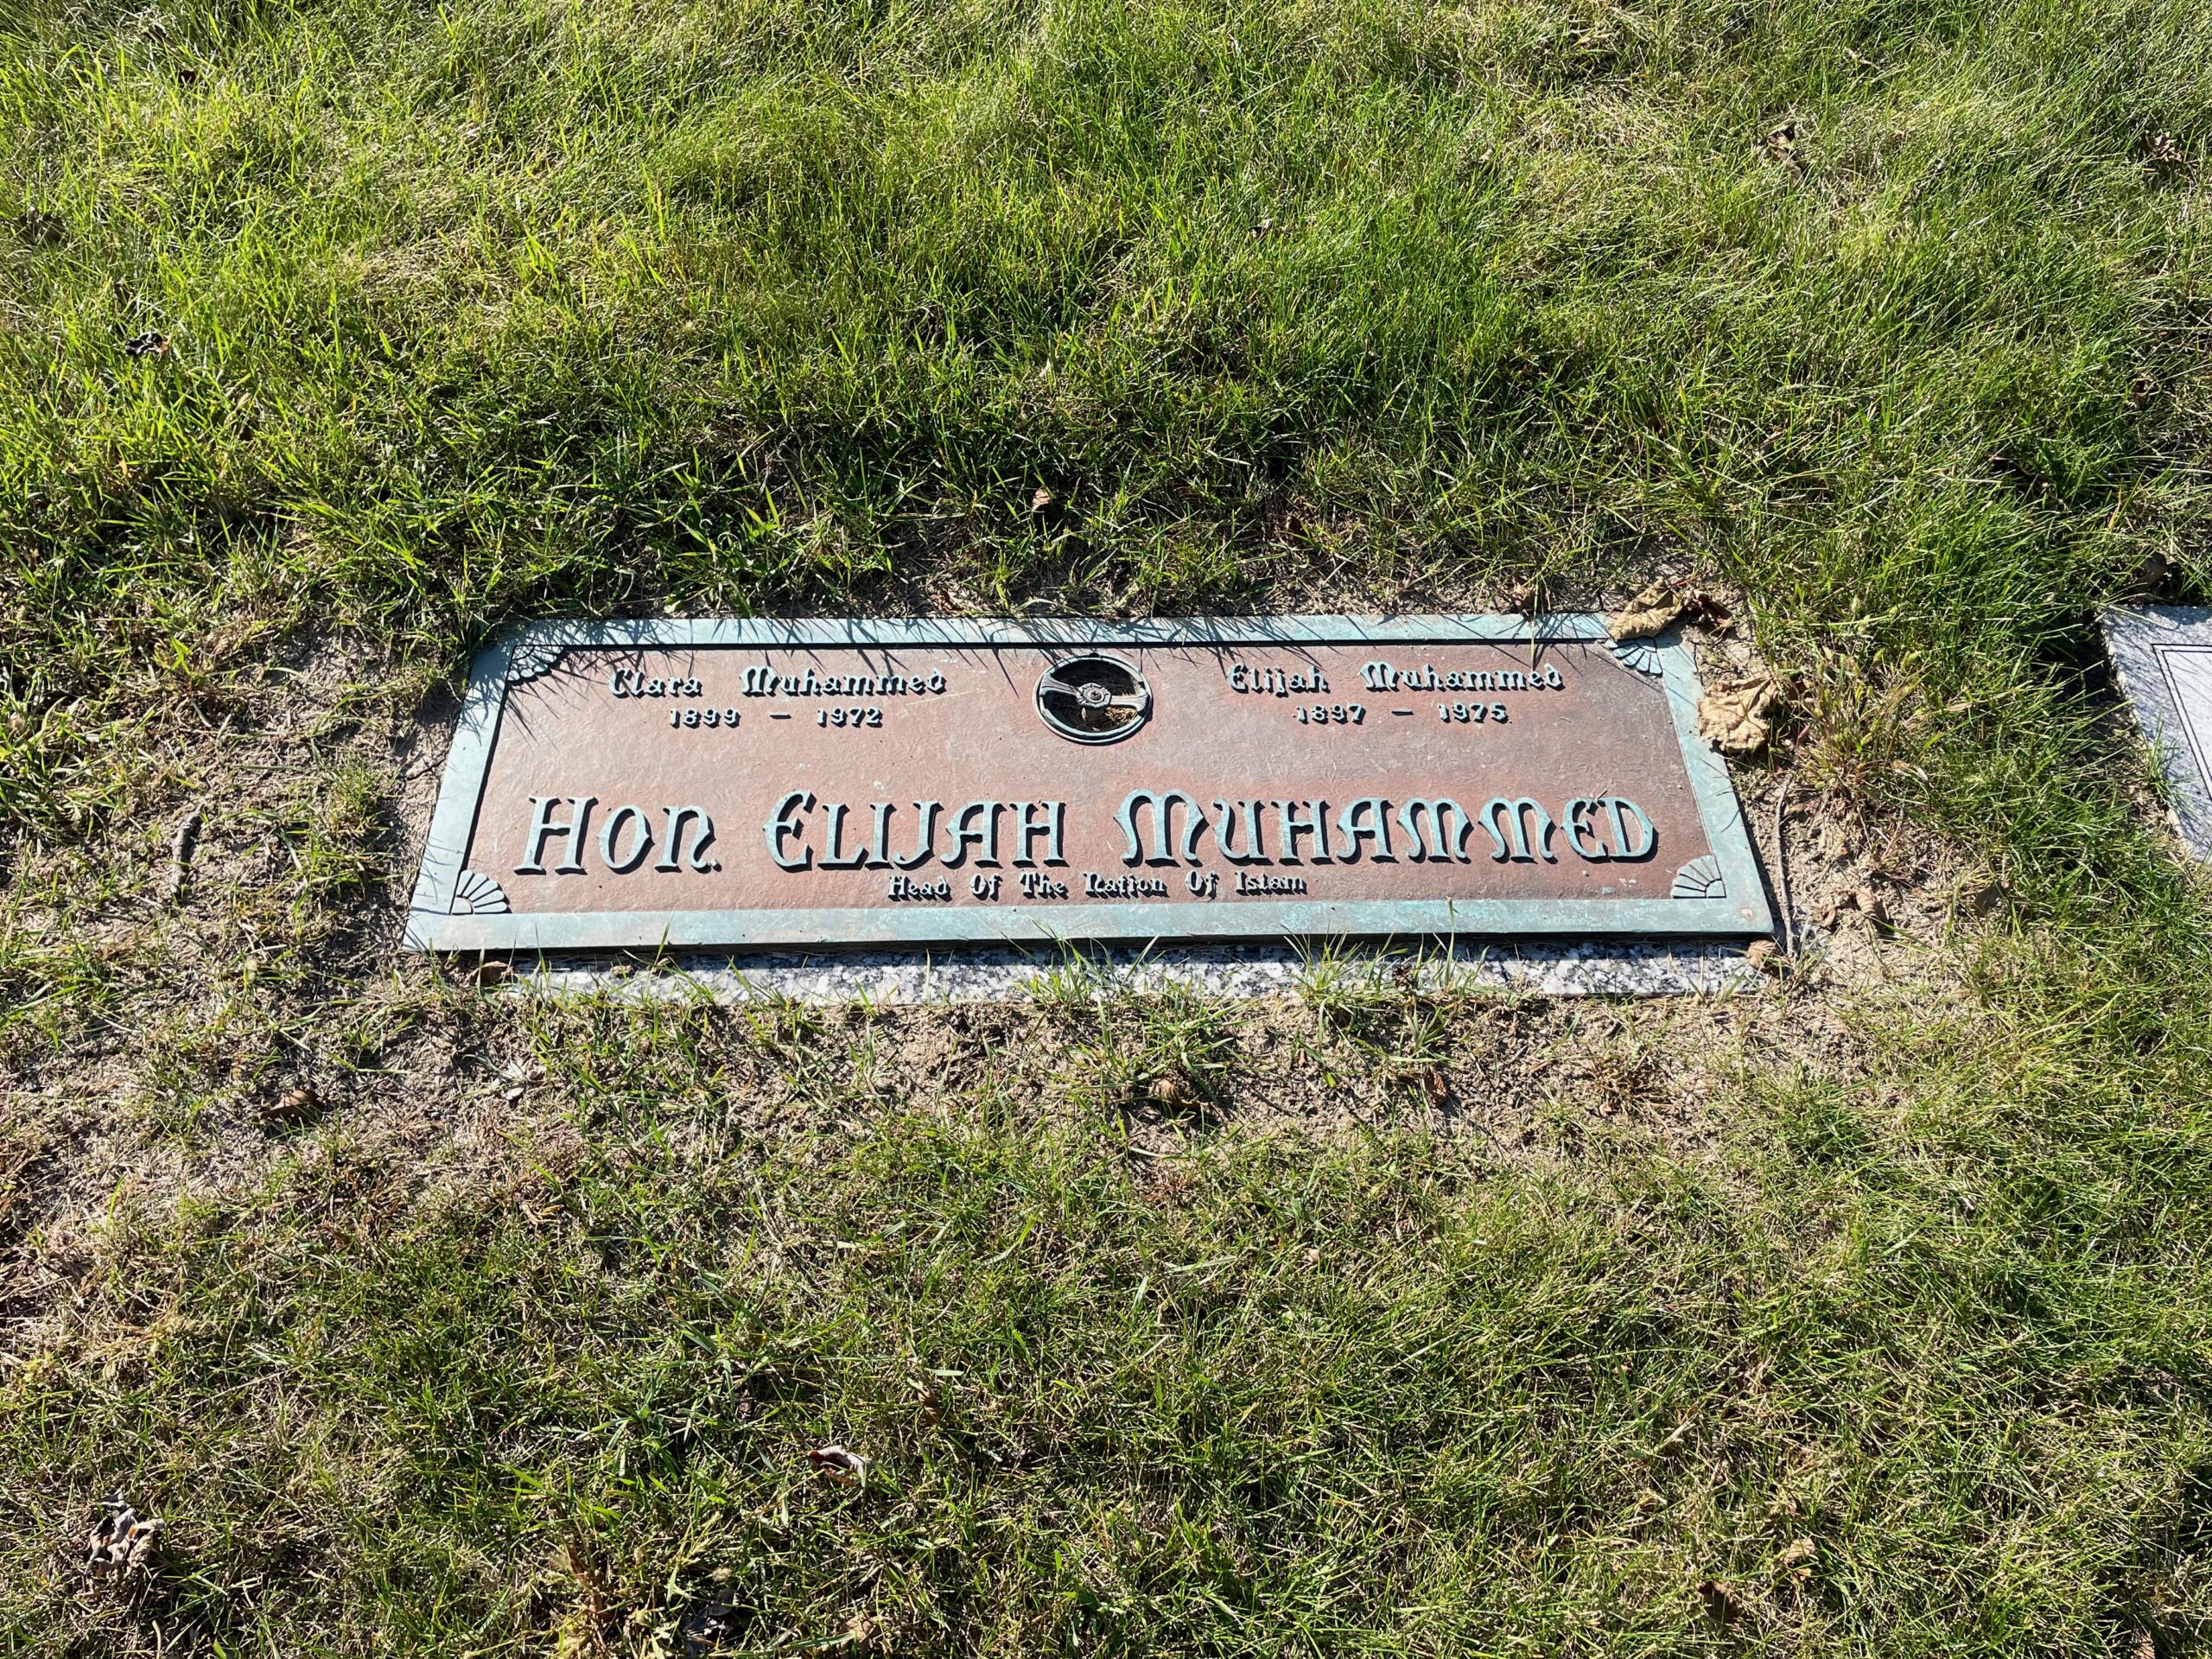 Clara Muhammed
1899 – 1972
Elijah Muhammed
1897 – 1975
HON. ELIJAH MUHAMMED
Head Of The Nation Of Islam